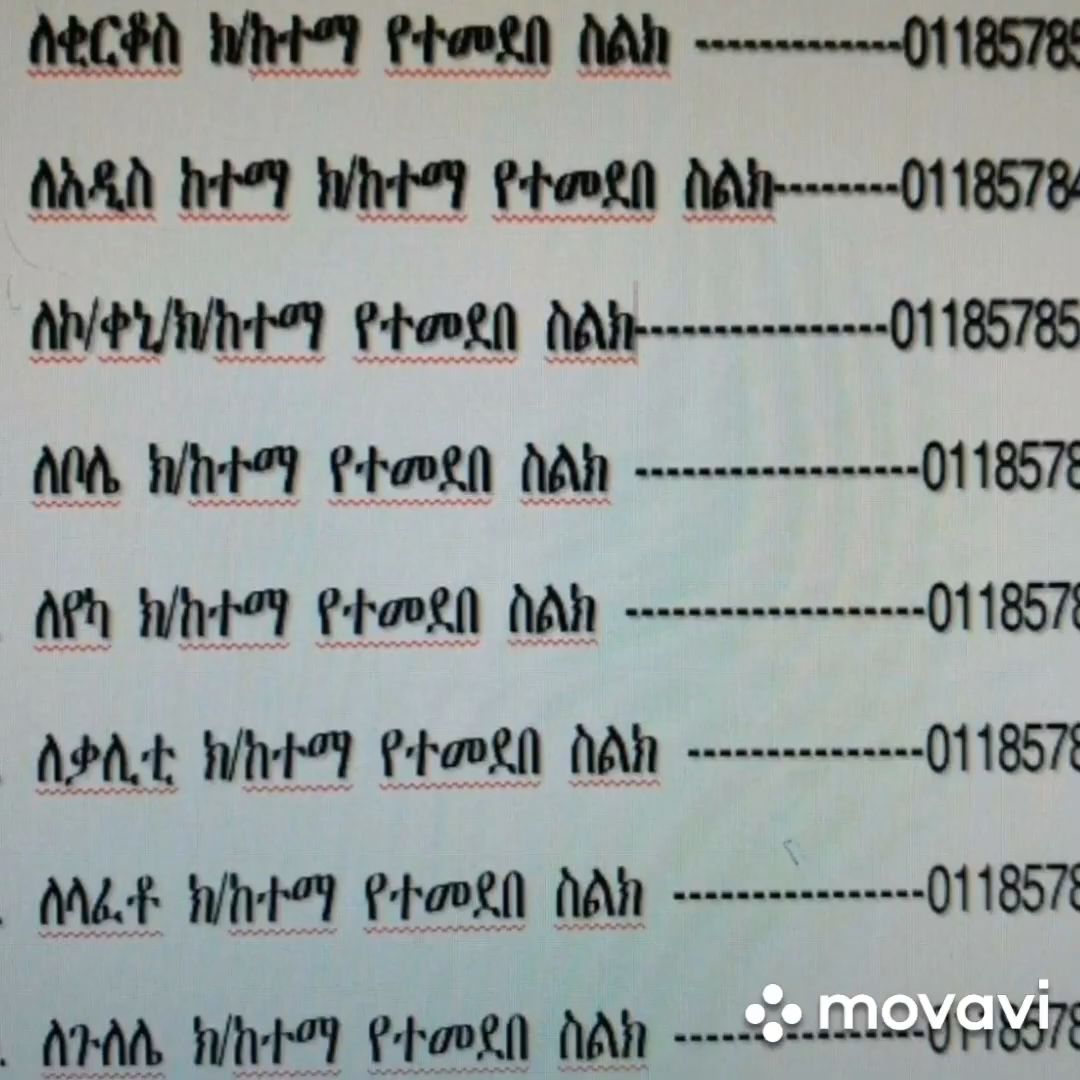 ለቂርቆስ ክ/ከተማ የተመደበ ስልክ -------------01185785
ለአዲስ ከተማ ክ/ከተማ የተመደበ ስልክ--------01185784
ለኮ/ቀኒ/ክ/ከተማ የተመደበ ስልክ----------------01185785
ለቦሌ ክ/ከተማ የተመደበ ስልክ ------------------0118578
ለየካ ክ/ከተማ የተመደበ ስልክ -------------------0118578
ለቃሊቲ ክ/ከተማ የተመደበ ስልክ ---------------0118578
ለላፈቶ ክ/ከተማ የተመደበ ስልክ ----------------0118578
ለጉለሌ ክ/ከተማ የተመደበ ስልክ ----------------0118578
movavi